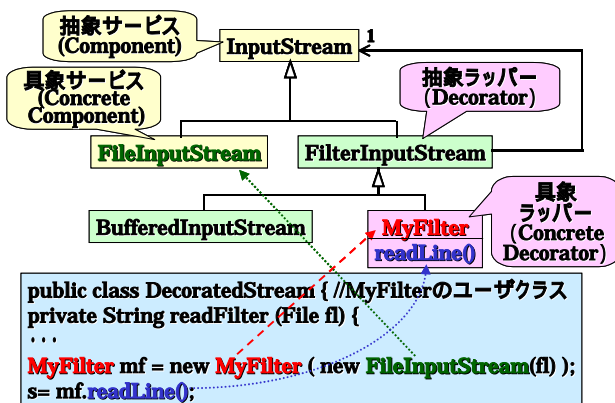 抽象サービス
(Component)
InputStream
1
具象サービス
(Concrete
Component)
抽象ラッパー
(Decorator)
FileInputStream
FilterInputStream
BufferedInputStream
MyFilter
readLine()
具象
ラッパー
(Concrete
Decorator)
public class DecoratedStream { //MyFilterのユーザクラス
private String readFilter (File fl) {
･･･
MyFilter mf = new MyFilter ( new FileInputStream(fl) );
s= mf.readLine();